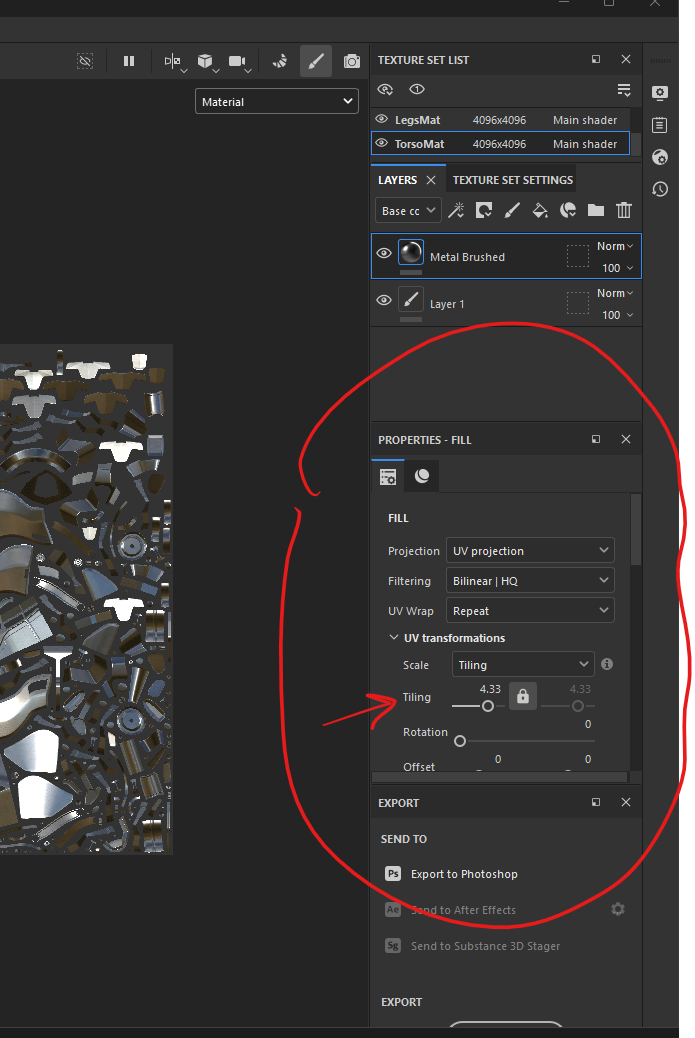 TEXTURE SET LIST
Material
LegsMat 4096x4096 Main shader
TorsoMat 4096x4096 Main shader
LAYERS TEXTURE SET SETTINGS
Base cc
Metal Brushed Norm
100
Layer 1 Norm
100
PROPERTIES - FILL
FILL
Projection UV projection
Filtering Bilinear | HQ
UV Wrap Repeat
UV transformations
Scale Tiling
Tiling 4.33 4.33
Rotation 0
Offset 0 0
EXPORT
SEND TO
Ps Export to Photoshop
Ae Send to After Effects
Sg Send to Substance 3D Stager
EXPORT